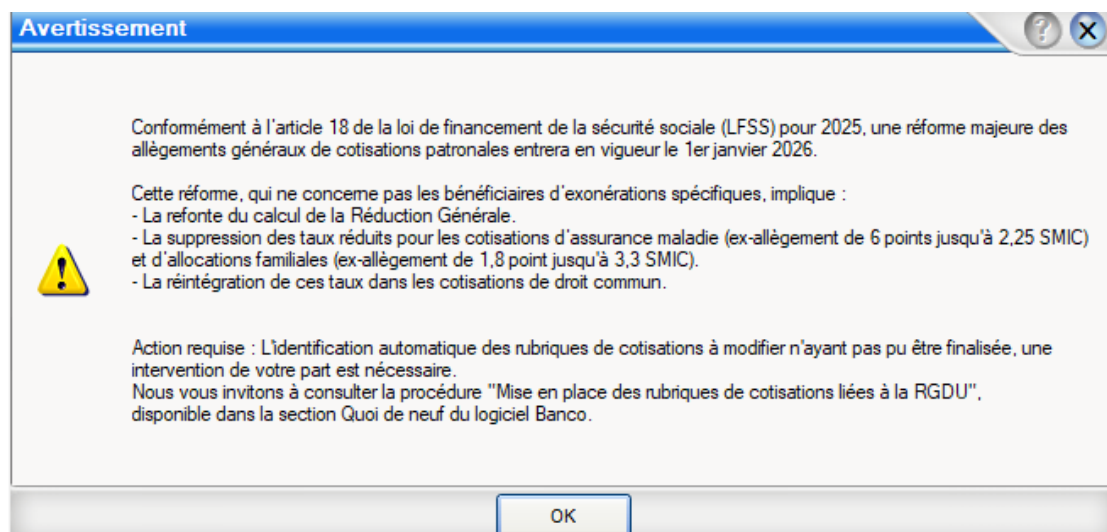 Avertissement
Conformément à l'article 18 de la loi de financement de la sécurité sociale (LFSS) pour 2025, une réforme majeure des
allègements généraux de cotisations patronales entrera en vigueur le 1er janvier 2026.
Cette réforme, qui ne concerne pas les bénéficiaires d'exonérations spécifiques, implique :
- La refonte du calcul de la Réduction Générale.
- La suppression des taux réduits pour les cotisations d'assurance maladie (ex-allègement de 6 points jusqu'à 2,25 SMIC)
et d'allocations familiales (ex-allègement de 1,8 point jusqu'à 3,3 SMIC).
- La réintégration de ces taux dans les cotisations de droit commun.
Action requise : L'identification automatique des rubriques de cotisations à modifier n'ayant pas pu être finalisée, une
intervention de votre part est nécessaire.
Nous vous invitons à consulter la procédure "Mise en place des rubriques de cotisations liées à la RGDU",
disponible dans la section Quoi de neuf du logiciel Banco.
OK